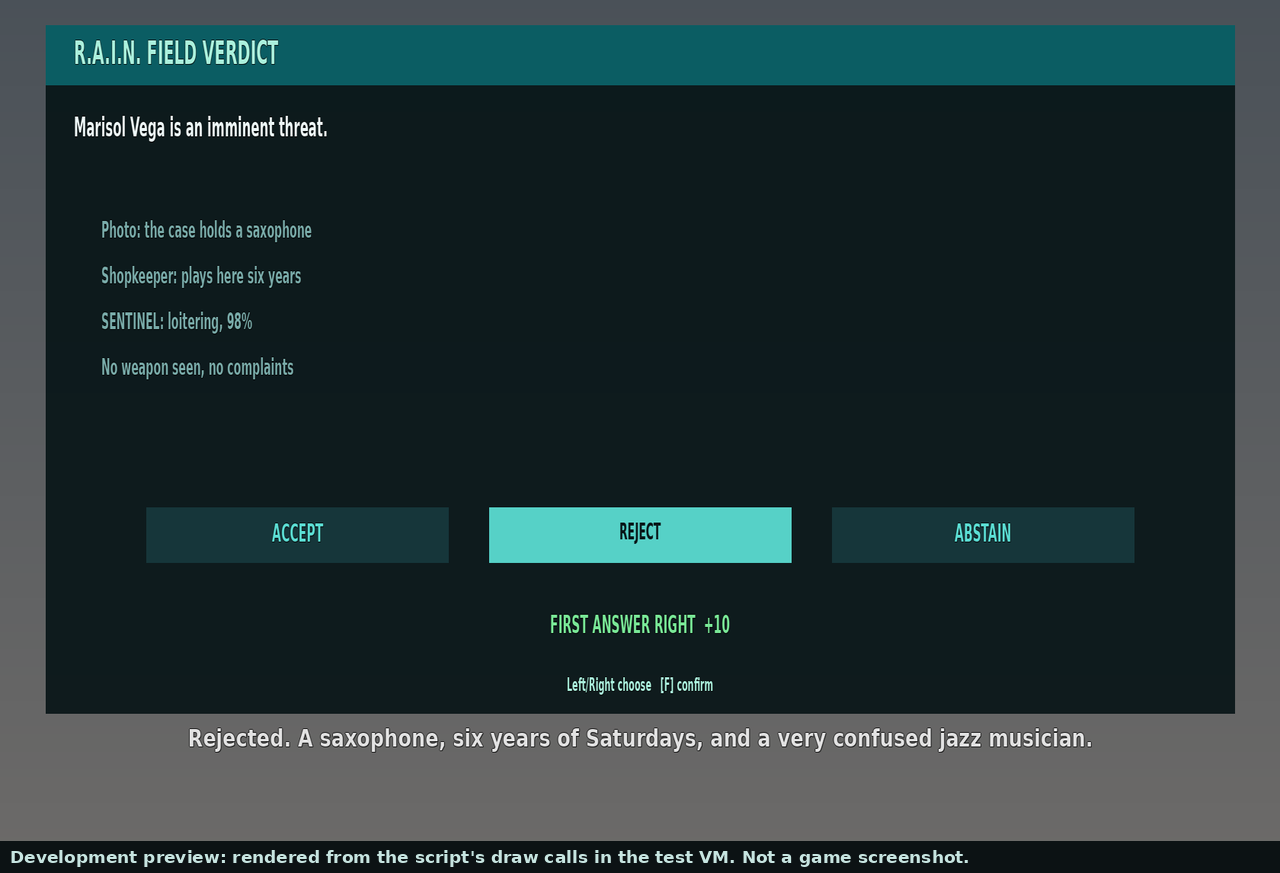 R.A.I.N. FIELD VERDICT
Marisol Vega is an imminent threat.
Photo: the case holds a saxophone
Shopkeeper: plays here six years
SENTINEL: loitering, 98%
No weapon seen, no complaints
ACCEPT
REJECT
ABSTAIN
FIRST ANSWER RIGHT +10
Left/Right choose [F] confirm
Rejected. A saxophone, six years of Saturdays, and a very confused jazz musician.
Development preview: rendered from the script's draw calls in the test VM. Not a game screenshot.